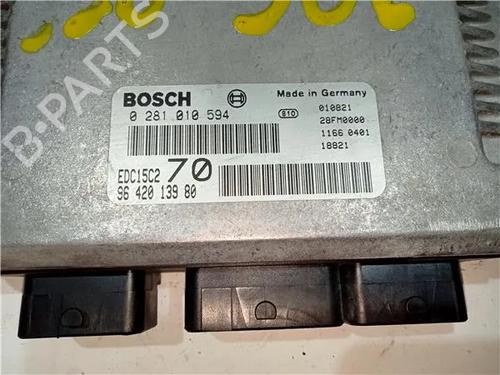 BOSCH
Made in Germany
0 281 010 594
810
010821
28FM0000
1166 0401
18821
EDC15C2 70
96 420 139 80
B-PARTS